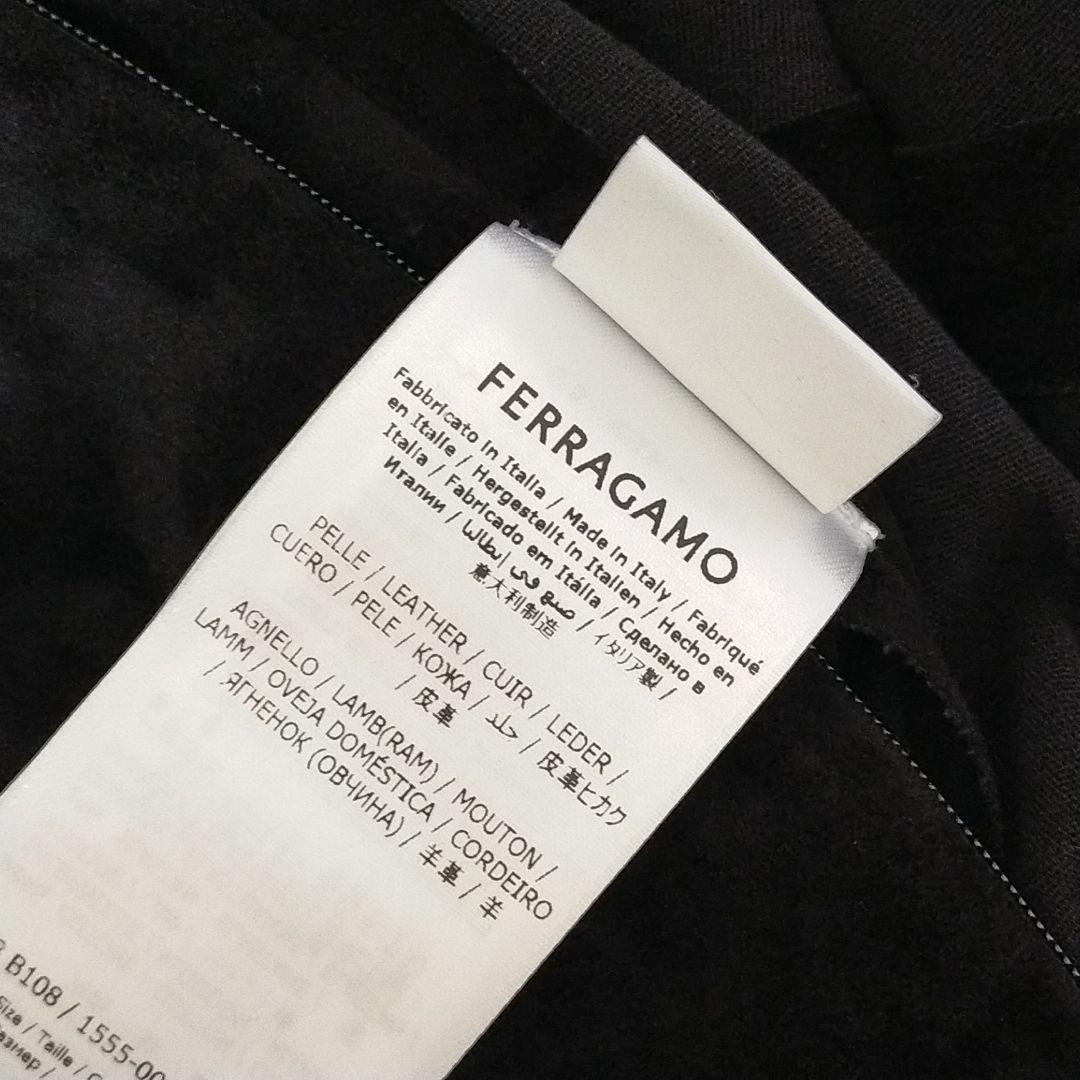 FERRAGAMO
Fabbricato in Italia / Made in Italy / Fabriqué
en Italie / Hergestellt in Italien / Hecho en
Italia / Fabricado em Itália / Сделано в
Италии / صنع في إيطاليا / イタリア製 /
意大利制造
PELLE / LEATHER / CUIR / LEDER /
CUERO / PELE / КОЖА / جلد / 皮革ヒカク
/ 皮革
AGNELLO / LAMB(RAM) / MOUTON /
LAMM / OVEJA DOMÉSTICA / CORDEIRO
/ ЯГНЕНОК (ОВЧИНА) / 羊革 / 羊
B108 / 1555-00
Size / Taille /